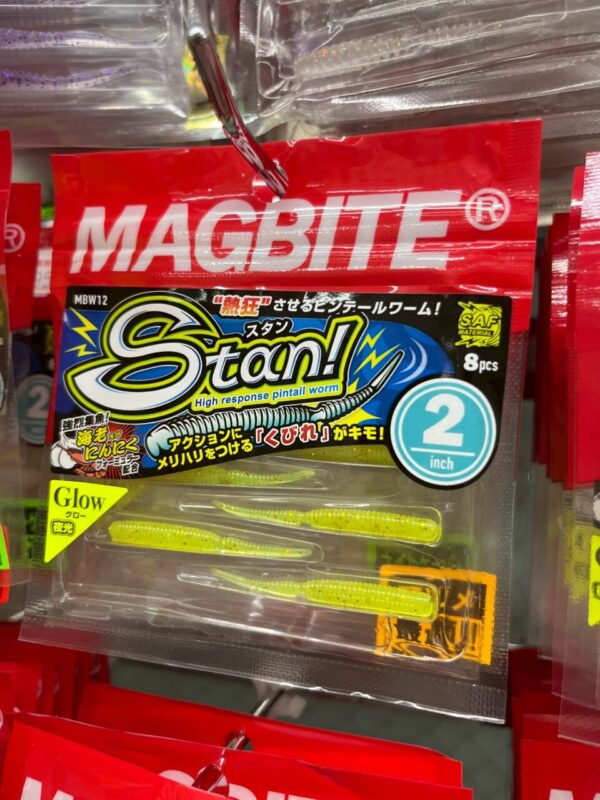 MAGBITE®
MBW12
"熱狂"させるピンテールワーム!
スタン
Stan!
High response pintail worm
S.A.F
MATERIAL
8pcs
強烈集魚!
海老&にんにく
フォーミュラー
配合
アクションに
メリハリをつける「くびれ」がキモ!
2
inch
Glow
グロー
夜光
®
2
MAGBITE